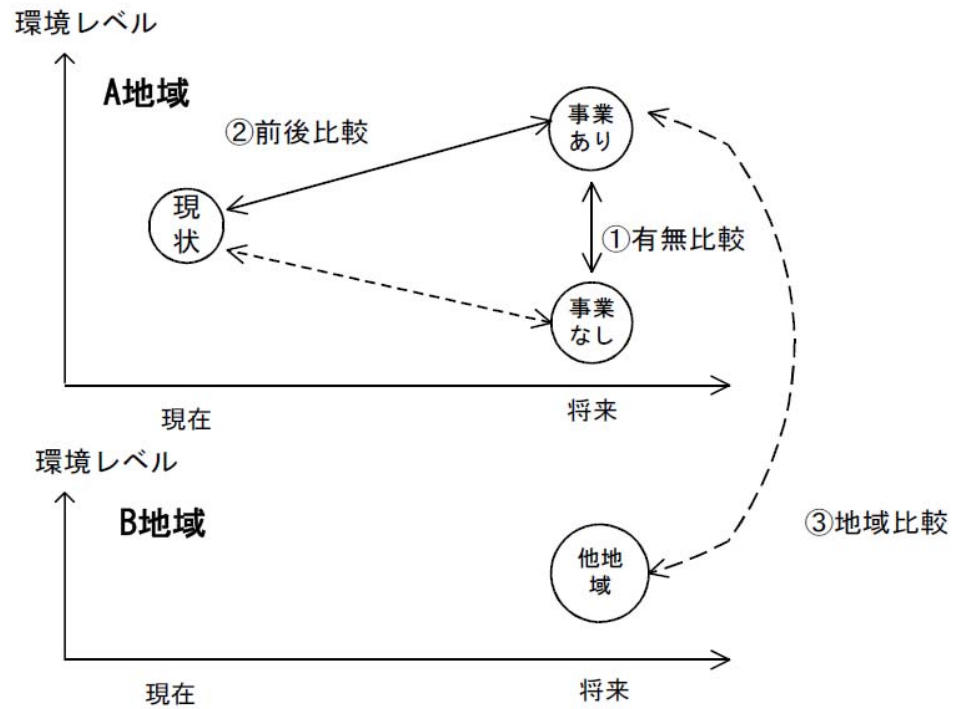 環境レベル
A地域
②前後比較
事業
あり
現
状
①有無比較
事業
なし
現在
将来
環境レベル
B地域
③地域比較
他地
域
現在
将来